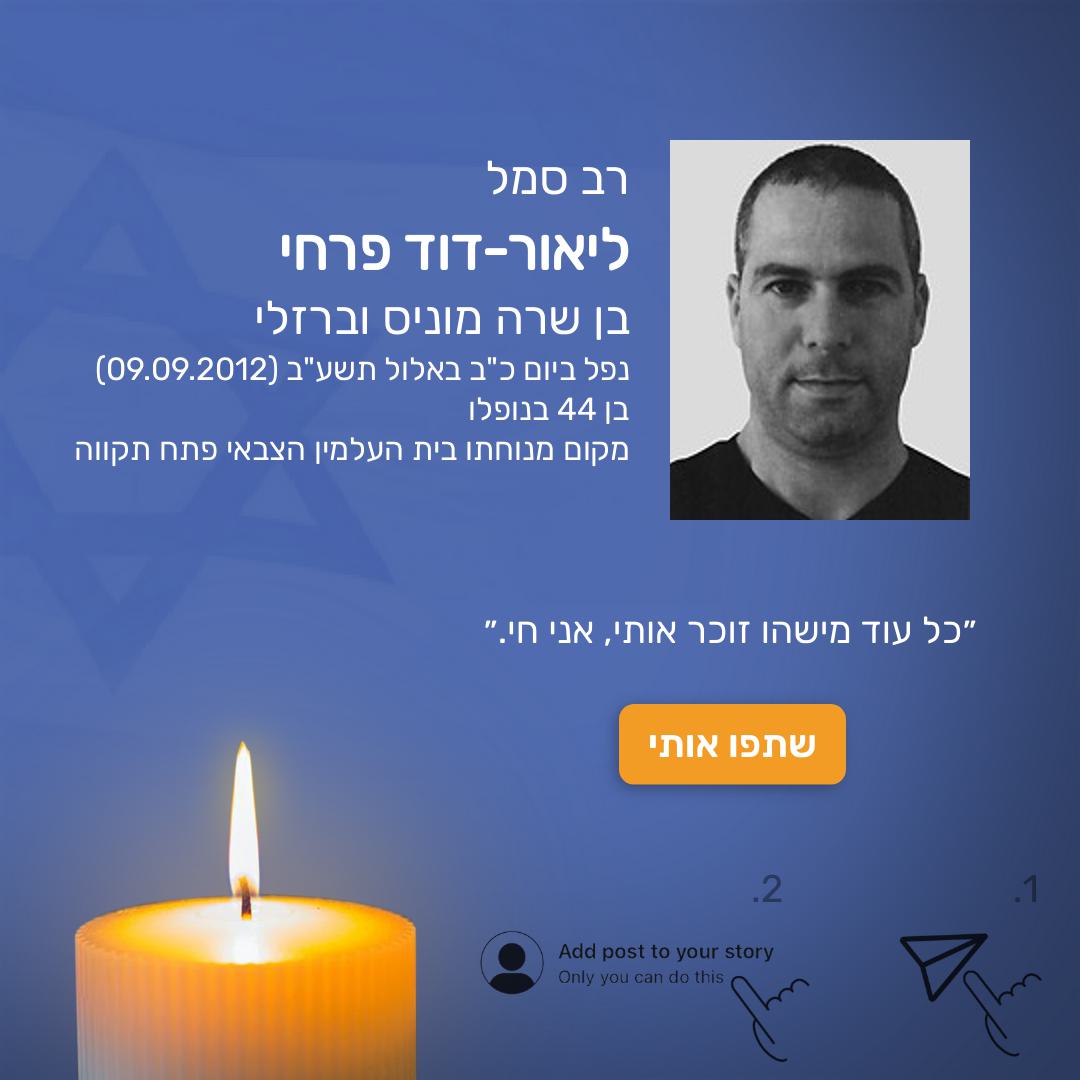 רב סמל
ליאור-דוד פרחי
בן שרה מוניס וברזלי
נפל ביום כ"ב באלול תשע"ב (09.09.2012)
בן 44 בנופלו
מקום מנוחתו בית העלמין הצבאי פתח תקווה
״כל עוד מישהו זוכר אותי, אני חי.״
שתפו אותי
1.
2.
Add post to your story
Only you can do this